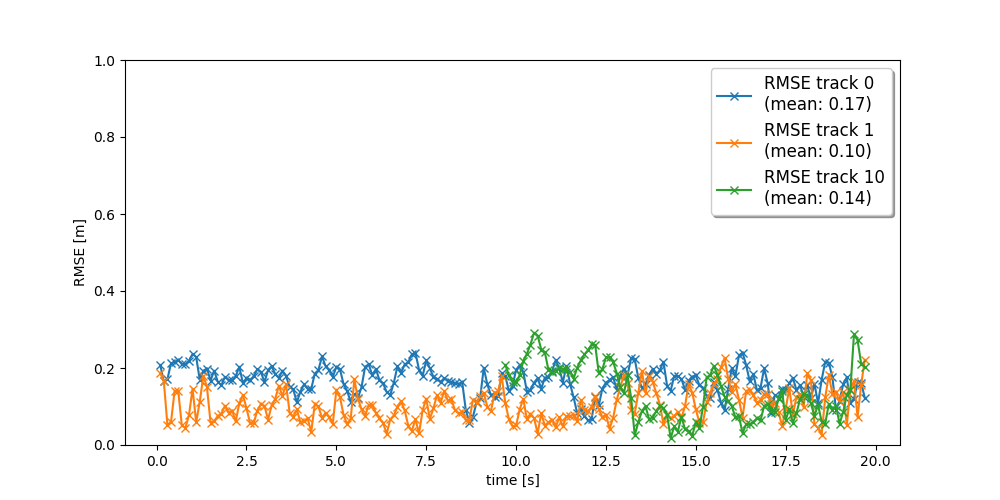 1.0
0.8
0.6
0.4
0.2
0.0
RMSE [m]
0.0 2.5 5.0 7.5 10.0 12.5 15.0 17.5 20.0
time [s]
RMSE track 0
(mean: 0.17)
RMSE track 1
(mean: 0.10)
RMSE track 10
(mean: 0.14)